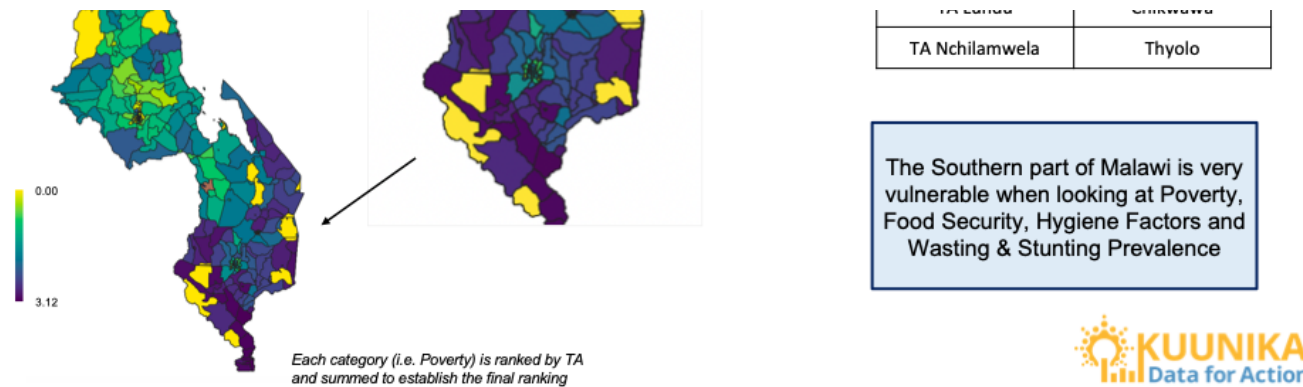 TA Nchilamwela
Thyolo
The Southern part of Malawi is very
vulnerable when looking at Poverty,
Food Security, Hygiene Factors and
Wasting & Stunting Prevalence
0.00
3.12
Each category (i.e. Poverty) is ranked by TA
and summed to establish the final ranking
KUUNIKA
Data for Action